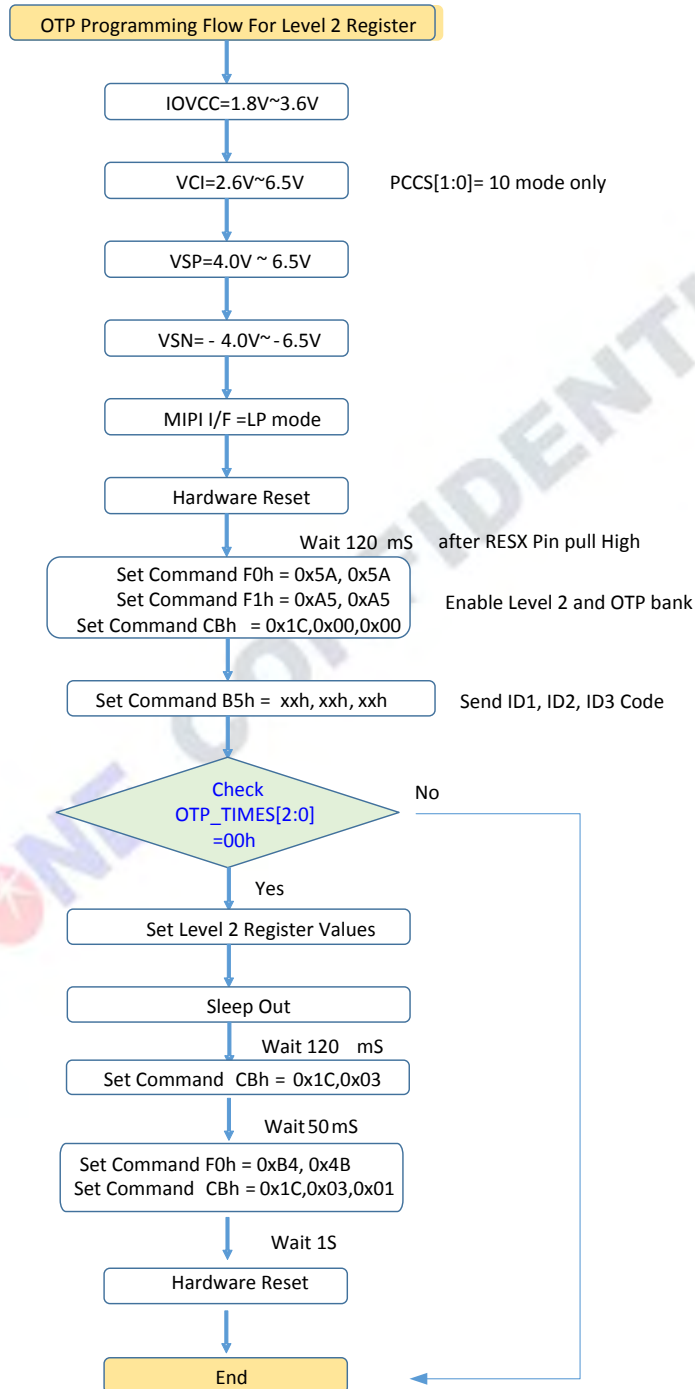 OTP Programming Flow For Level 2 Register
IOVCC=1.8V~3.6V
VCI=2.6V~6.5V PCCS[1:0]= 10 mode only
VSP=4.0V ~ 6.5V
VSN= - 4.0V~ - 6.5V
MIPI I/F =LP mode
Hardware Reset
Wait 120 mS after RESX Pin pull High
Set Command F0h = 0x5A, 0x5A
Set Command F1h = 0xA5, 0xA5
Enable Level 2 and OTP bank
Set Command CBh = 0x1C,0x00,0x00
Set Command B5h = xxh, xxh, xxh Send ID1, ID2, ID3 Code
Check
OTP_TIMES[2:0]
=00h
No
Yes
Set Level 2 Register Values
Sleep Out
Wait 120 mS
Set Command CBh = 0x1C,0x03
Wait 50 mS
Set Command F0h = 0xB4, 0x4B
Set Command CBh = 0x1C,0x03,0x01
Wait 1S
Hardware Reset
End